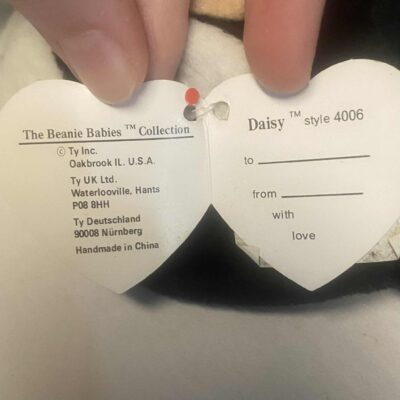 The Beanie Babies ™ Collection
© Ty Inc.
Oakbrook IL. U.S.A.
Ty UK Ltd.
Waterlooville, Hants
P08 8HH
Ty Deutschland
90008 Nürnberg
Handmade in China
Daisy ™ style 4006
to
from
with
love